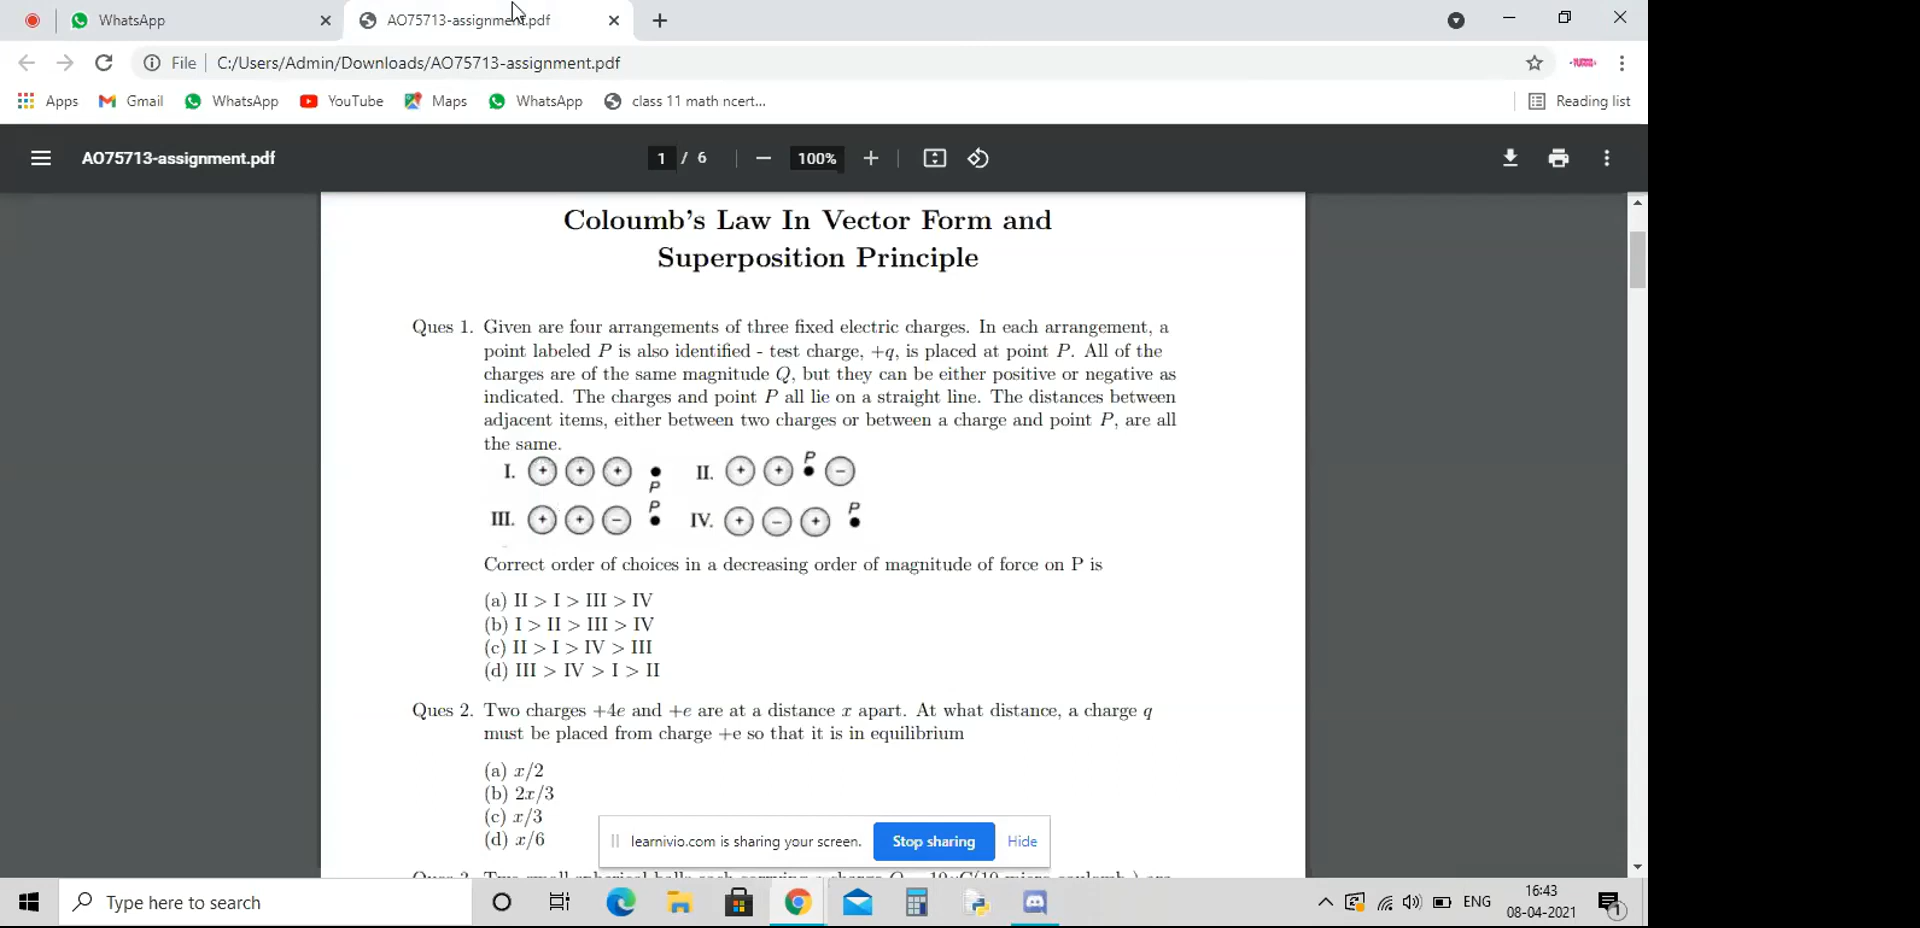 WhatsApp
AO75713-assignment.pdf
File
C:/Users/Admin/Downloads/AO75713-assignment.pdf
Apps
Gmail
WhatsApp
YouTube
Maps
WhatsApp
class 11 math ncert...
Reading list
AO75713-assignment.pdf
1 / 6
100%
Coloumb's Law In Vector Form and
Superposition Principle
Ques 1. Given are four arrangements of three fixed electric charges. In each arrangement, a
point labeled P is also identified - test charge, +q, is placed at point P. All of the
charges are of the same magnitude Q, but they can be either positive or negative as
indicated. The charges and point P all lie on a straight line. The distances between
adjacent items, either between two charges or between a charge and point P, are all
the same.
I. + + + P II. + + P −
III. + + − P IV. + − + P
Correct order of choices in a decreasing order of magnitude of force on P is
(a) II > I > III > IV
(b) I > II > III > IV
(c) II > I > IV > III
(d) III > IV > I > II
Ques 2. Two charges +4e and +e are at a distance x apart. At what distance, a charge q
must be placed from charge +e so that it is in equilibrium
(a) x/2
(b) 2x/3
(c) x/3
(d) x/6
learnivio.com is sharing your screen.
Stop sharing
Hide
Type here to search
ENG
16:43
08-04-2021
1